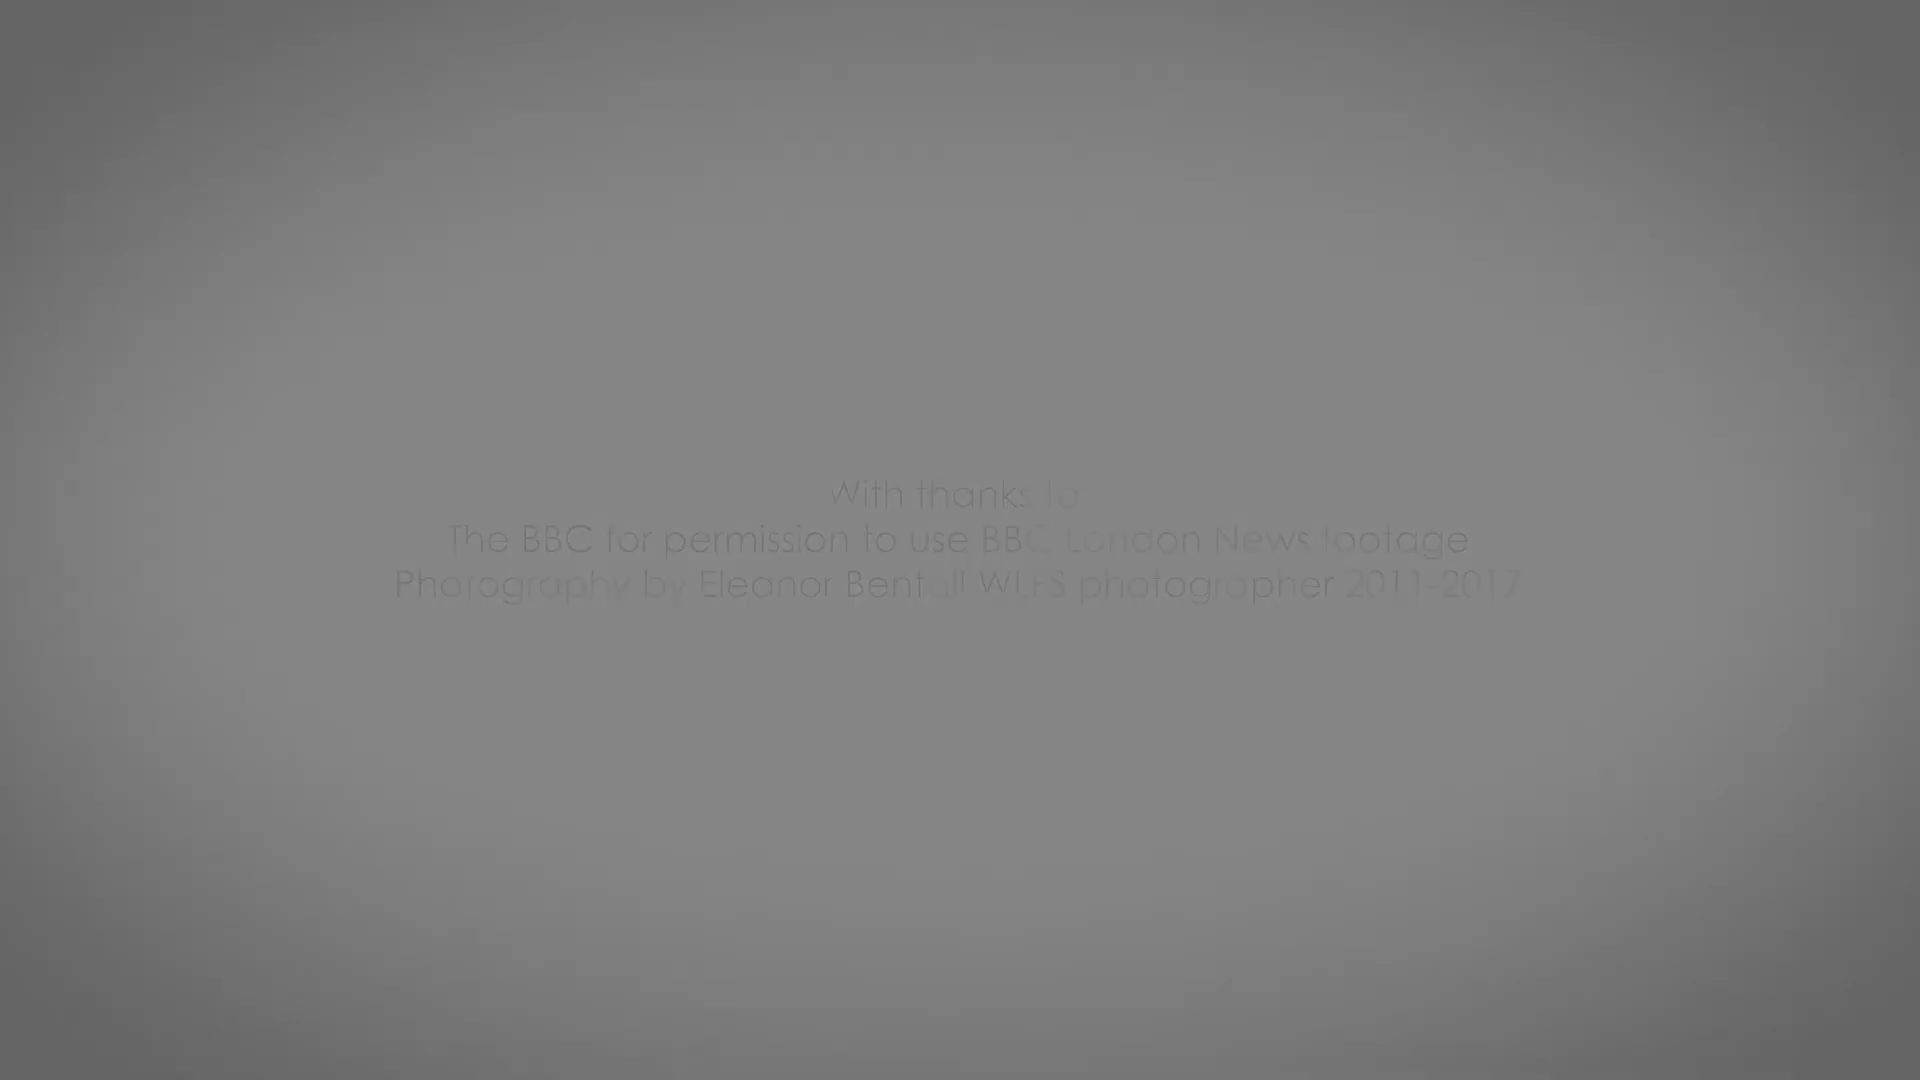 With thanks to
The BBC for permission to use BBC London News footage
Photography by Eleanor Bentall WLFS photographer 2011-2017